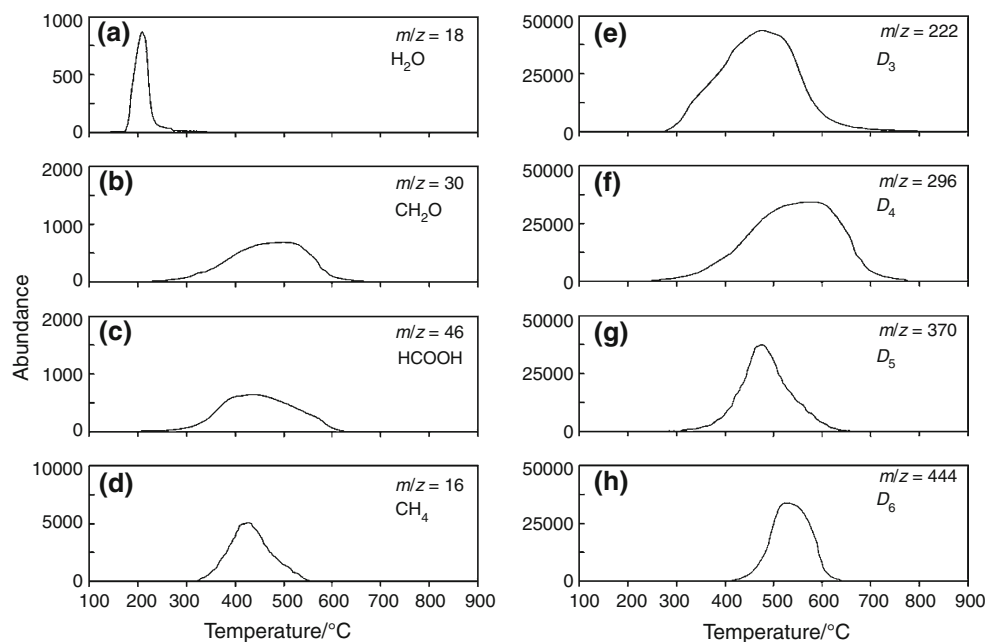 (a)
m/z = 18
H₂O
1000
500
0
(b)
m/z = 30
CH₂O
2000
1000
0
(c)
m/z = 46
HCOOH
2000
1000
0
(d)
m/z = 16
CH₄
10000
5000
0
100 200 300 400 500 600 700 800 900
Temperature/°C
Abundance
(e)
m/z = 222
D₃
50000
25000
0
(f)
m/z = 296
D₄
50000
25000
0
(g)
m/z = 370
D₅
50000
25000
0
(h)
m/z = 444
D₆
50000
25000
0
100 200 300 400 500 600 700 800 900
Temperature/°C